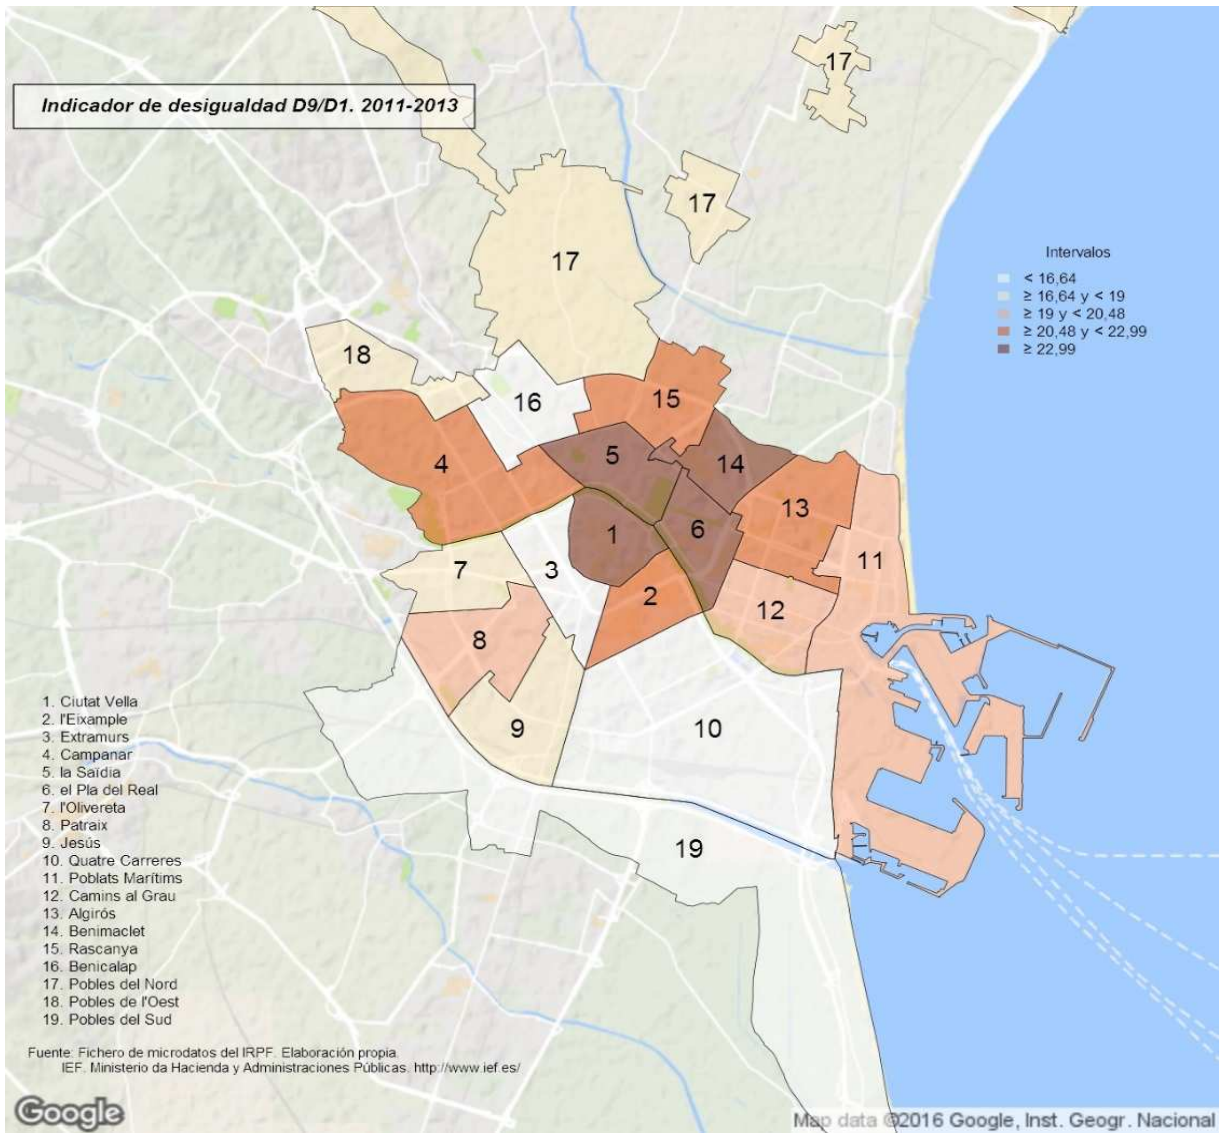 Indicador de desigualdad D9/D1. 2011-2013
17
17
17
Intervalos
< 16,64
≥ 16,64 y < 19
≥ 19 y < 20,48
≥ 20,48 y < 22,99
≥ 22,99
18
16
15
4
5
14
13
1
6
11
7
3
2
12
8
9
10
19
1. Ciutat Vella
2. l'Eixample
3. Extramurs
4. Campanar
5. la Saïdia
6. el Pla del Real
7. l'Olivereta
8. Patraix
9. Jesús
10. Quatre Carreres
11. Poblats Marítims
12. Camins al Grau
13. Algirós
14. Benimaclet
15. Rascanya
16. Benicalap
17. Pobles del Nord
18. Pobles de l'Oest
19. Pobles del Sud
Fuente: Fichero de microdatos del IRPF. Elaboración propia.
IEF. Ministerio da Hacienda y Administraciones Públicas. http://www.ief.es/
Google
Map data ©2016 Google, Inst. Geogr. Nacional